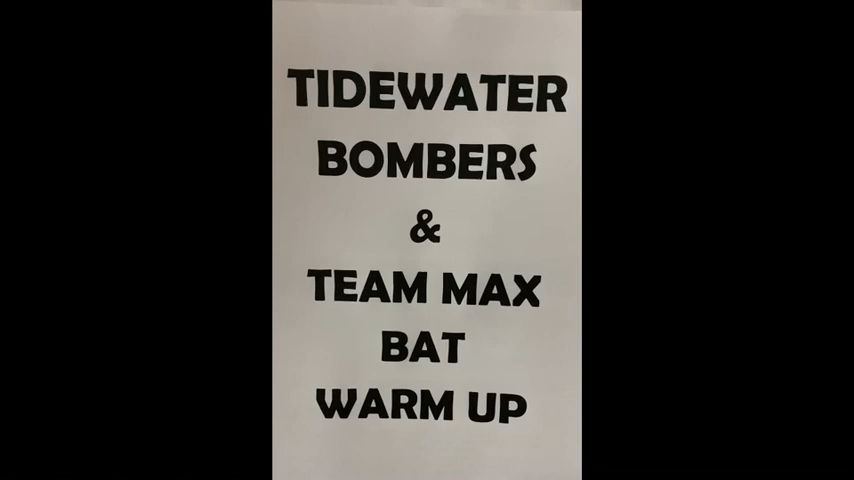 TIDEWATER
BOMBERS
&
TEAM MAX
BAT
WARM UP